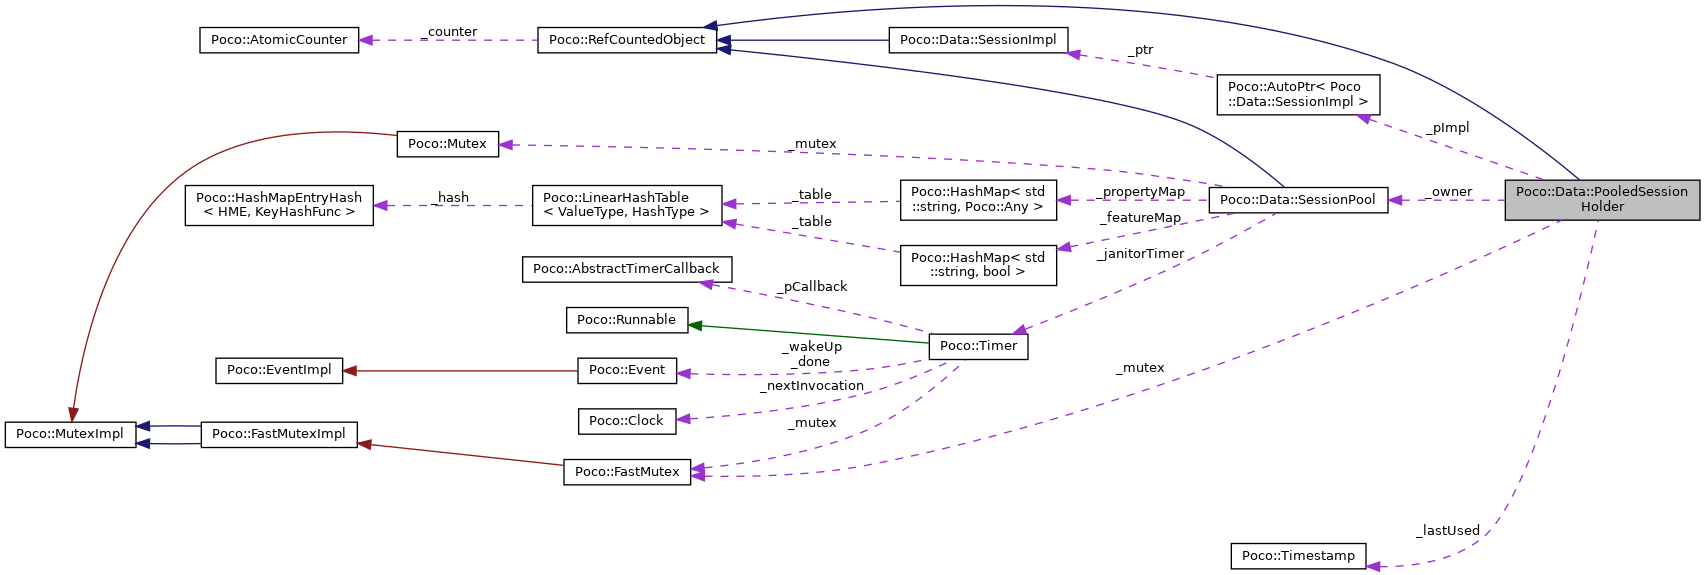 Poco::AtomicCounter
_counter
Poco::RefCountedObject
Poco::Data::SessionImpl
_ptr
Poco::AutoPtr< Poco
::Data::SessionImpl >
_pImpl
Poco::Mutex
_mutex
Poco::HashMapEntryHash
< HME, KeyHashFunc >
_hash
Poco::LinearHashTable
< ValueType, HashType >
_table
_table
Poco::HashMap< std
::string, Poco::Any >
_propertyMap
_featureMap
Poco::Data::SessionPool
_owner
Poco::Data::PooledSession
Holder
Poco::HashMap< std
::string, bool >
_janitorTimer
Poco::AbstractTimerCallback
_pCallback
Poco::Runnable
Poco::Timer
_wakeUp
_done
Poco::EventImpl
Poco::Event
_nextInvocation
_mutex
Poco::Clock
_mutex
Poco::MutexImpl
Poco::FastMutexImpl
Poco::FastMutex
_lastUsed
Poco::Timestamp